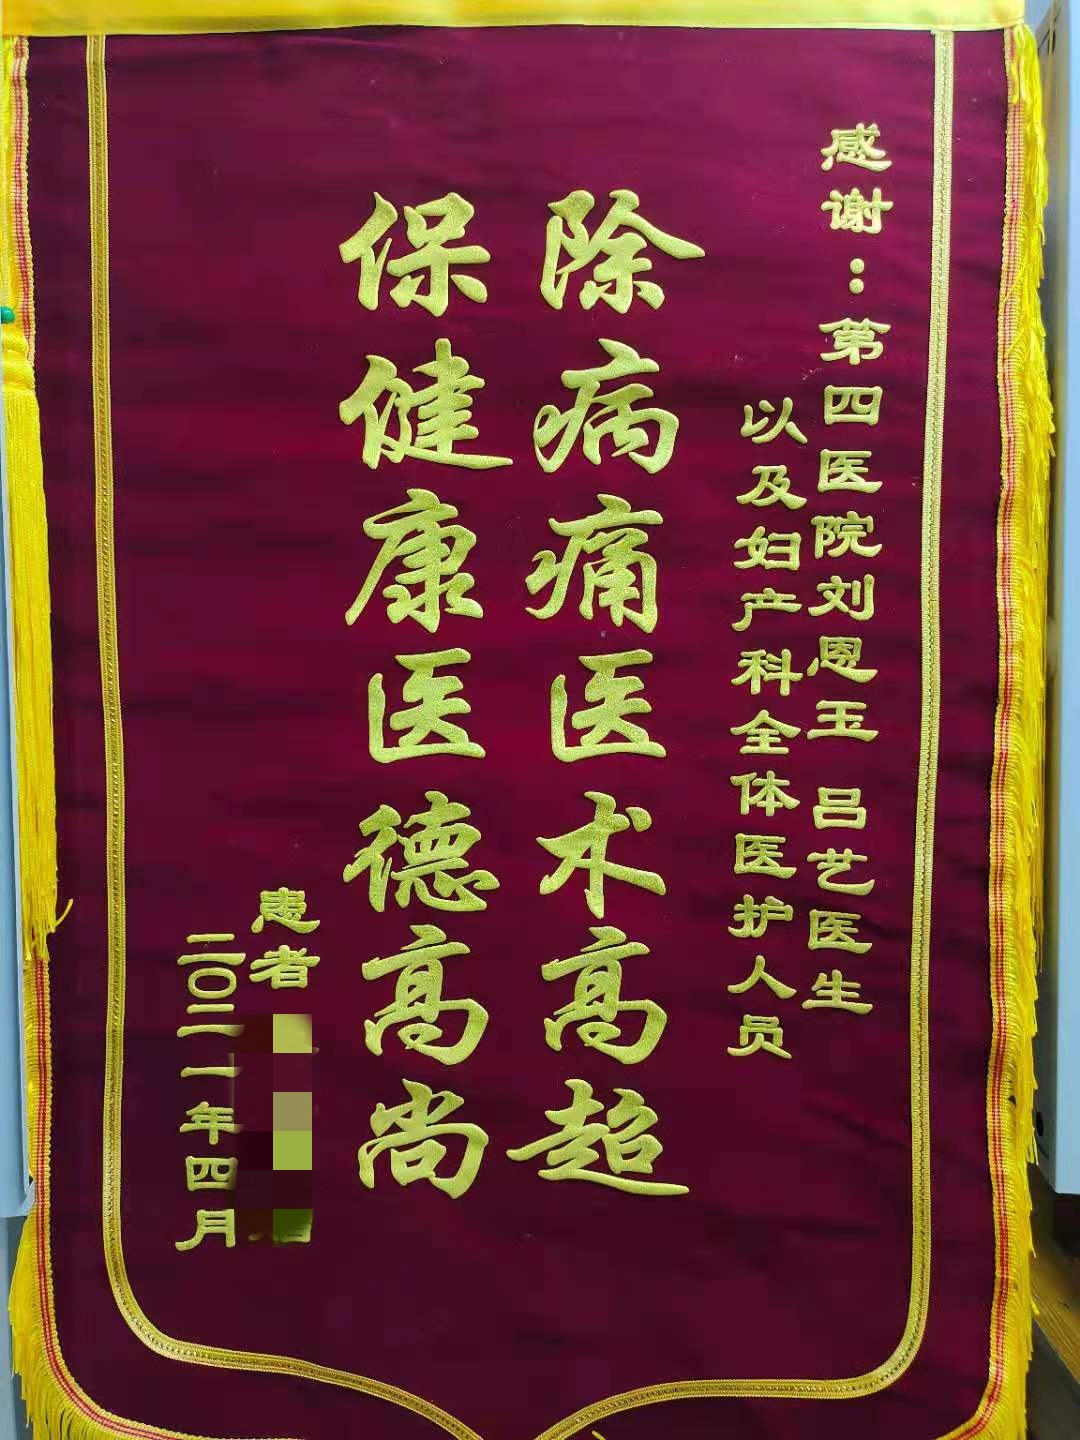 感谢：第四医院刘恩玉 吕艺医生
以及妇产科全体医护人员
除病痛医术高超
保健康医德高尚
患者
二〇二一年四月